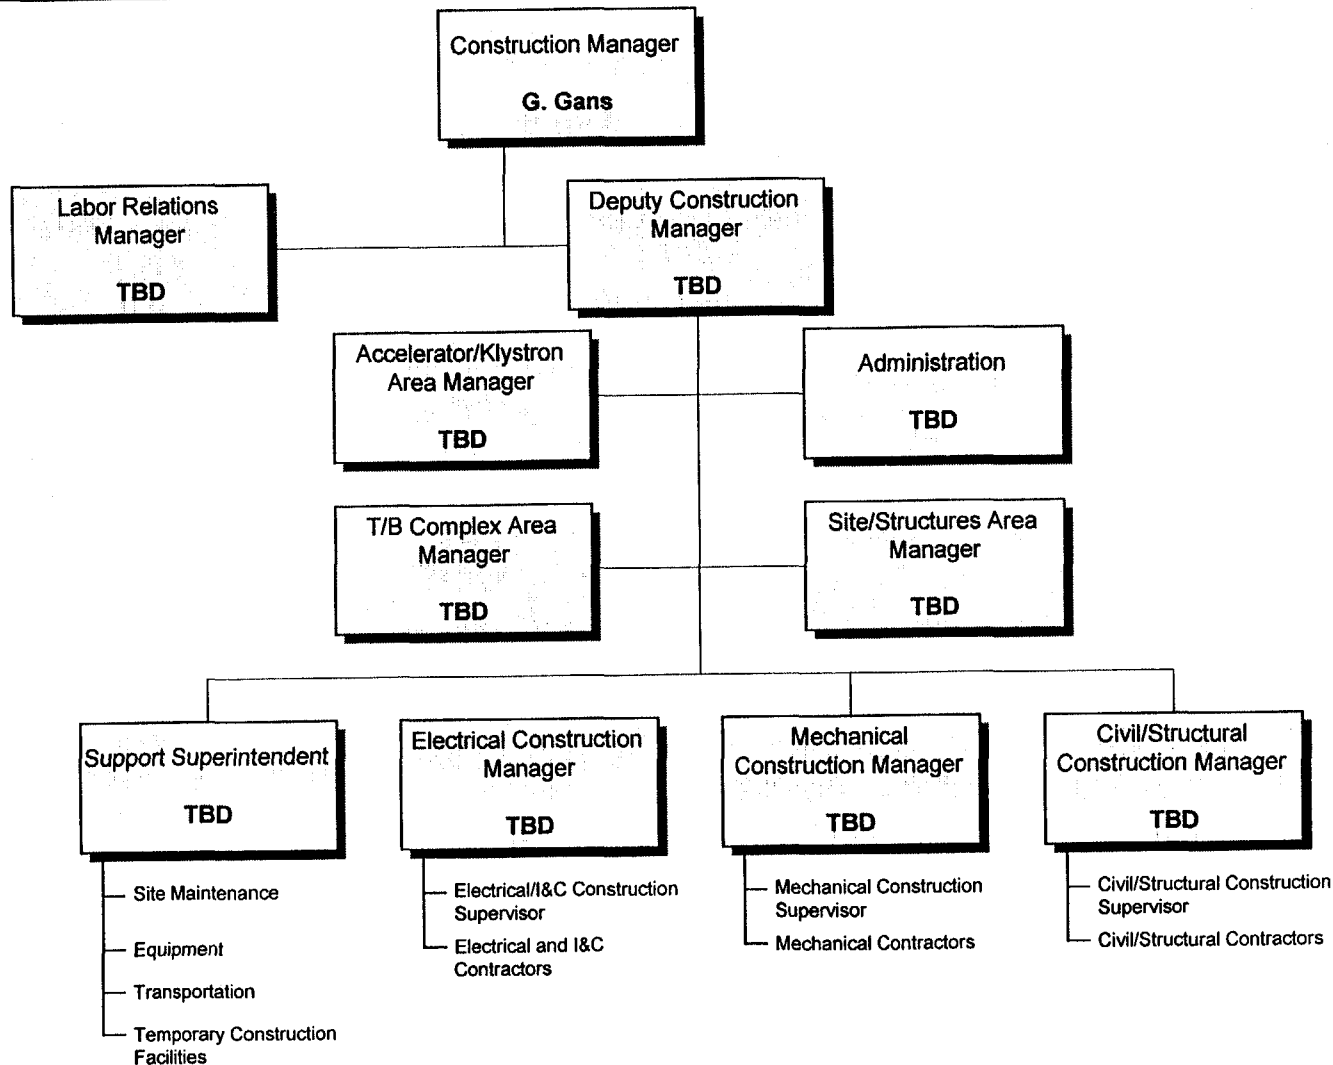 Construction Manager
G. Gans
Labor Relations
Manager
TBD
Deputy Construction
Manager
TBD
Accelerator/Klystron
Area Manager
TBD
Administration
TBD
T/B Complex Area
Manager
TBD
Site/Structures Area
Manager
TBD
Support Superintendent
TBD
Site Maintenance
Equipment
Transportation
Temporary Construction
Facilities
Electrical Construction
Manager
TBD
Electrical/I&C Construction
Supervisor
Electrical and I&C
Contractors
Mechanical
Construction Manager
TBD
Mechanical Construction
Supervisor
Mechanical Contractors
Civil/Structural
Construction Manager
TBD
Civil/Structural Construction
Supervisor
Civil/Structural Contractors